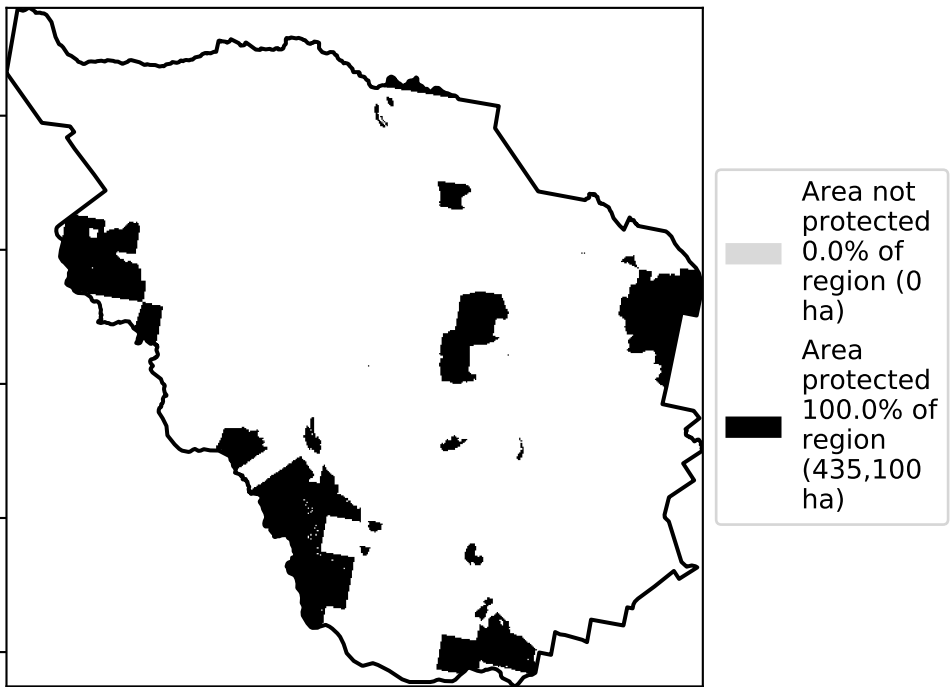 Area not
protected
0.0% of
region (0
ha)
Area
protected
100.0% of
region
(435,100
ha)